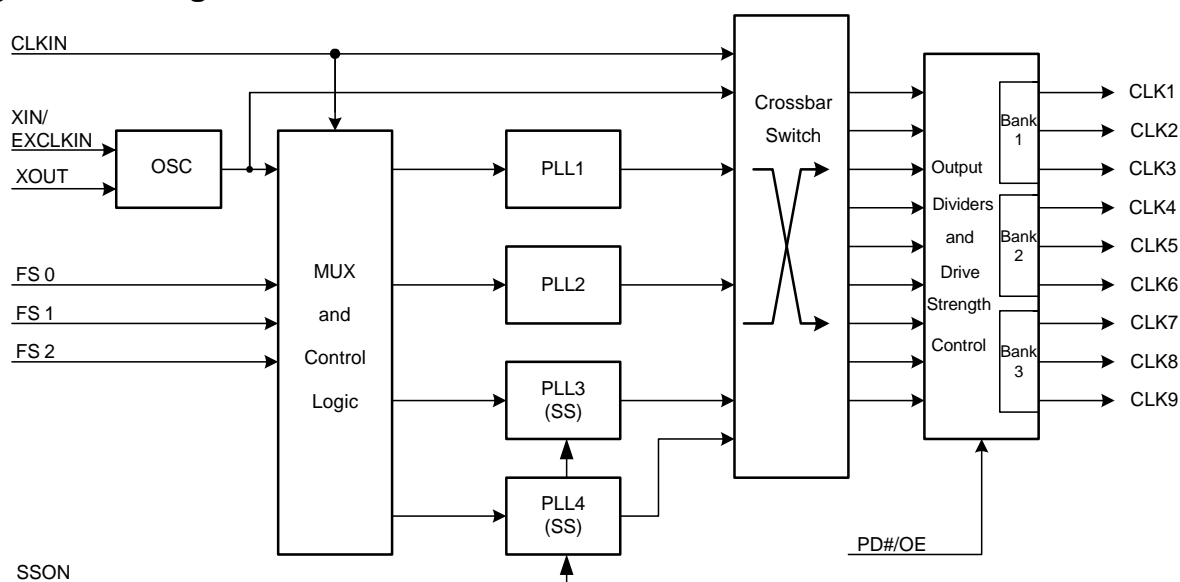 CLKIN
XIN/
EXCLKIN
XOUT
OSC
FS 0
FS 1
FS 2
MUX
and
Control
Logic
PLL1
PLL2
PLL3
(SS)
PLL4
(SS)
SSON
Crossbar
Switch
Output
Dividers
and
Drive
Strength
Control
Bank
1
Bank
2
Bank
3
CLK1
CLK2
CLK3
CLK4
CLK5
CLK6
CLK7
CLK8
CLK9
PD#/OE